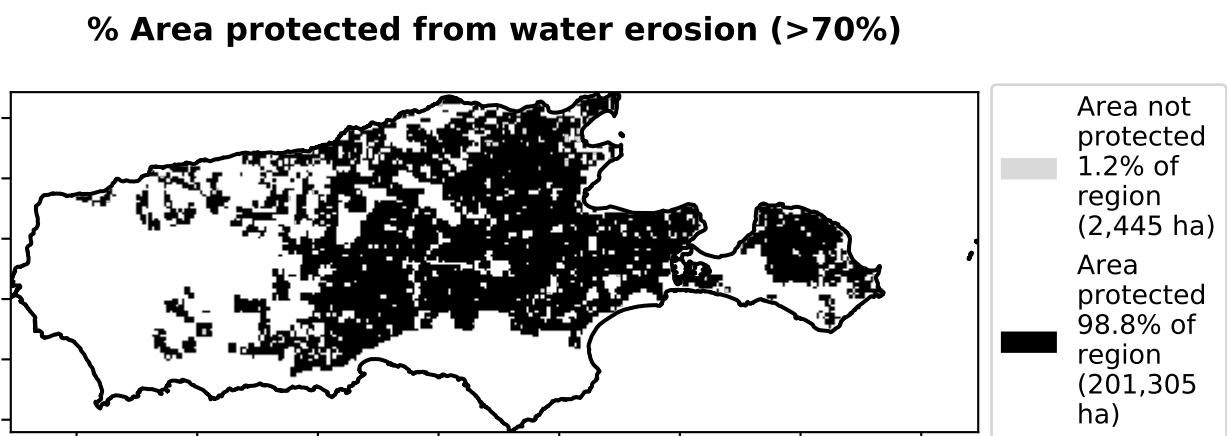 % Area protected from water erosion (>70%)
Area not
protected
1.2% of
region
(2,445 ha)
Area
protected
98.8% of
region
(201,305
ha)